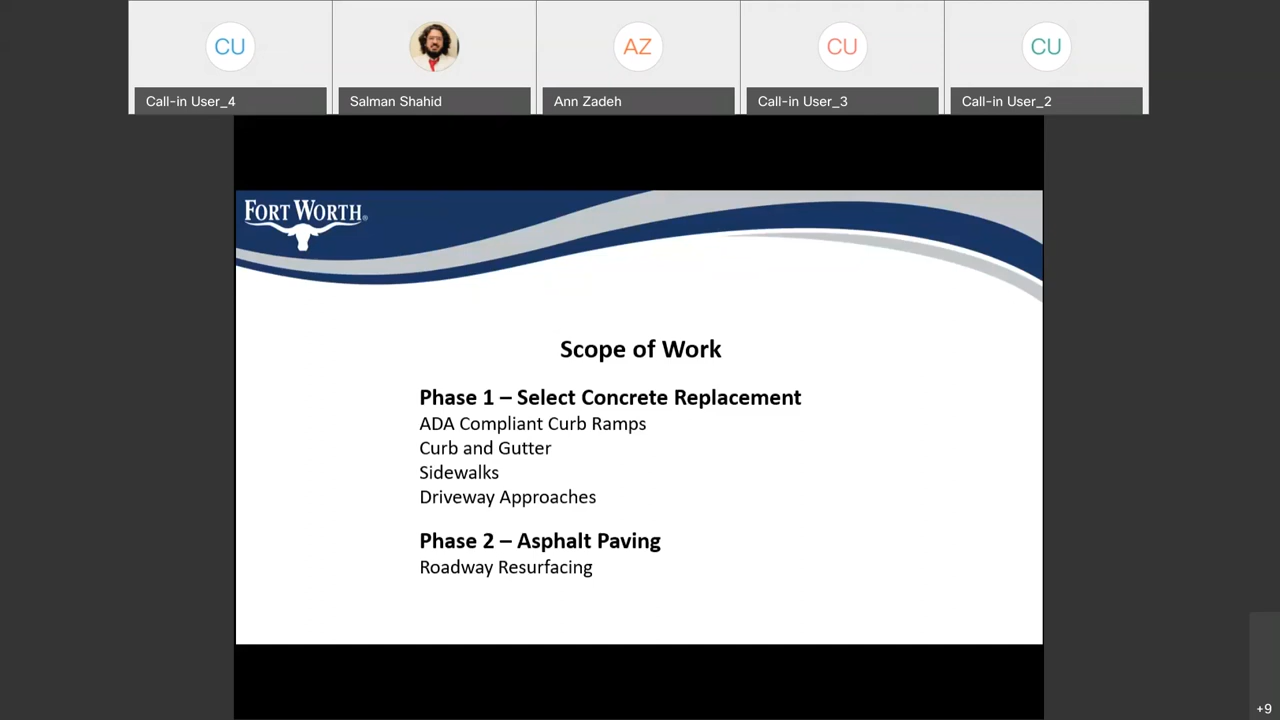 CU
AZ
CU
CU
Call-in User_4
Salman Shahid
Ann Zadeh
Call-in User_3
Call-in User_2
FORT WORTH®
Scope of Work
Phase 1 – Select Concrete Replacement
ADA Compliant Curb Ramps
Curb and Gutter
Sidewalks
Driveway Approaches
Phase 2 – Asphalt Paving
Roadway Resurfacing
+9